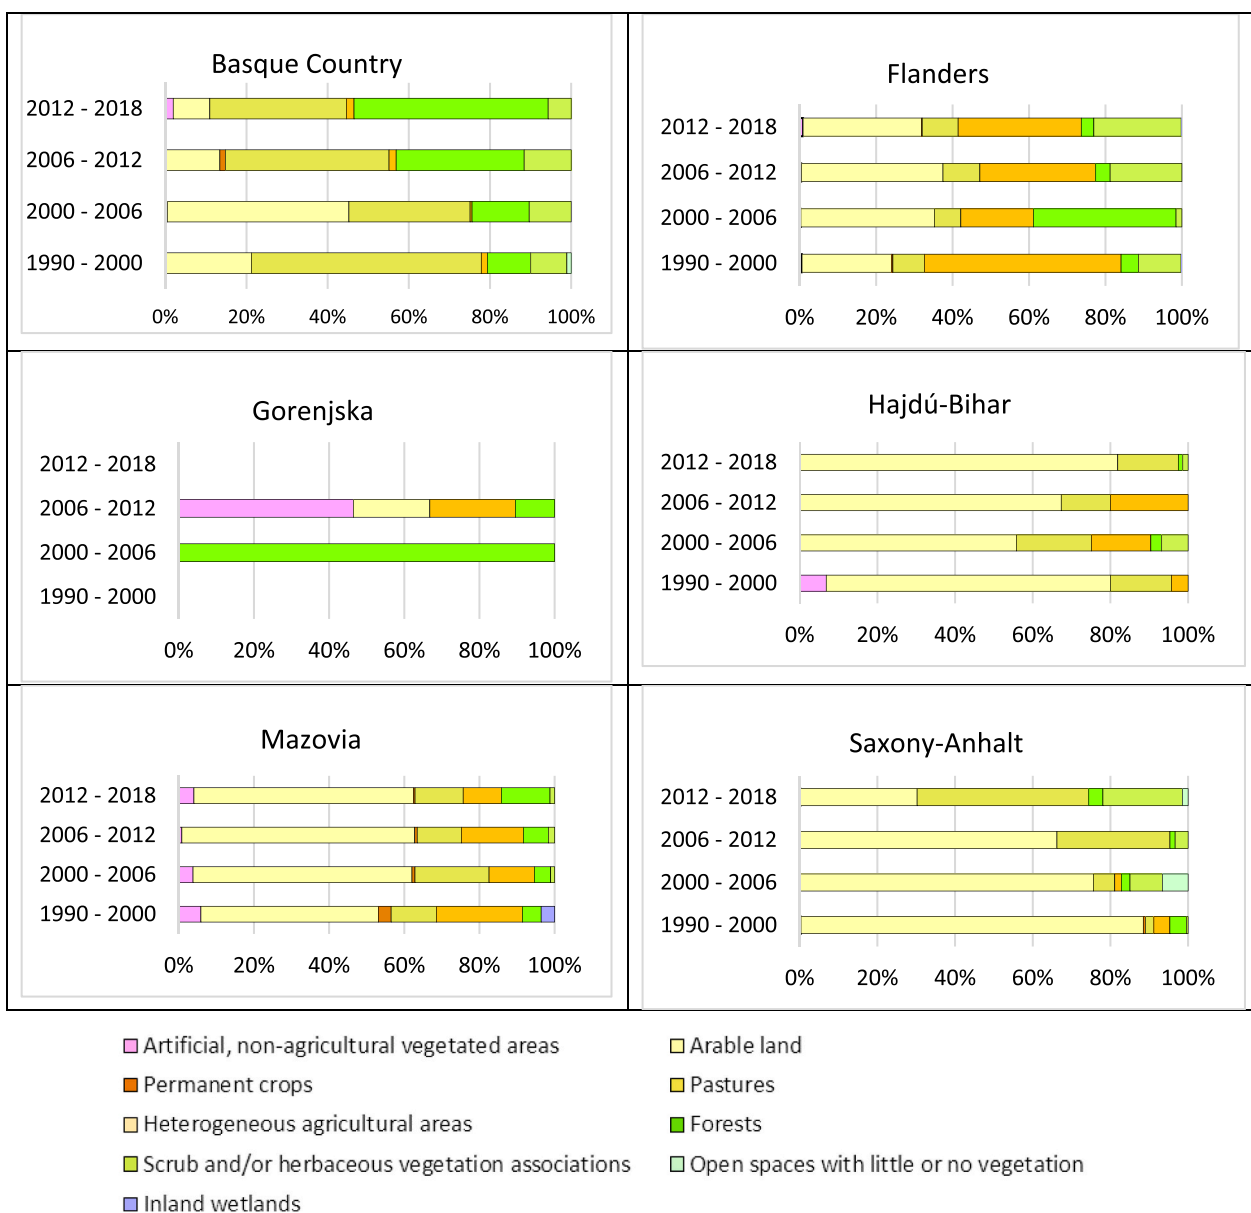 Basque Country
2012 - 2018
2006 - 2012
2000 - 2006
1990 - 2000
0% 20% 40% 60% 80% 100%
Flanders
2012 - 2018
2006 - 2012
2000 - 2006
1990 - 2000
0% 20% 40% 60% 80% 100%
Gorenjska
2012 - 2018
2006 - 2012
2000 - 2006
1990 - 2000
0% 20% 40% 60% 80% 100%
Hajdú-Bihar
2012 - 2018
2006 - 2012
2000 - 2006
1990 - 2000
0% 20% 40% 60% 80% 100%
Mazovia
2012 - 2018
2006 - 2012
2000 - 2006
1990 - 2000
0% 20% 40% 60% 80% 100%
Saxony-Anhalt
2012 - 2018
2006 - 2012
2000 - 2006
1990 - 2000
0% 20% 40% 60% 80% 100%
Artificial, non-agricultural vegetated areas
Arable land
Permanent crops
Pastures
Heterogeneous agricultural areas
Forests
Scrub and/or herbaceous vegetation associations
Open spaces with little or no vegetation
Inland wetlands